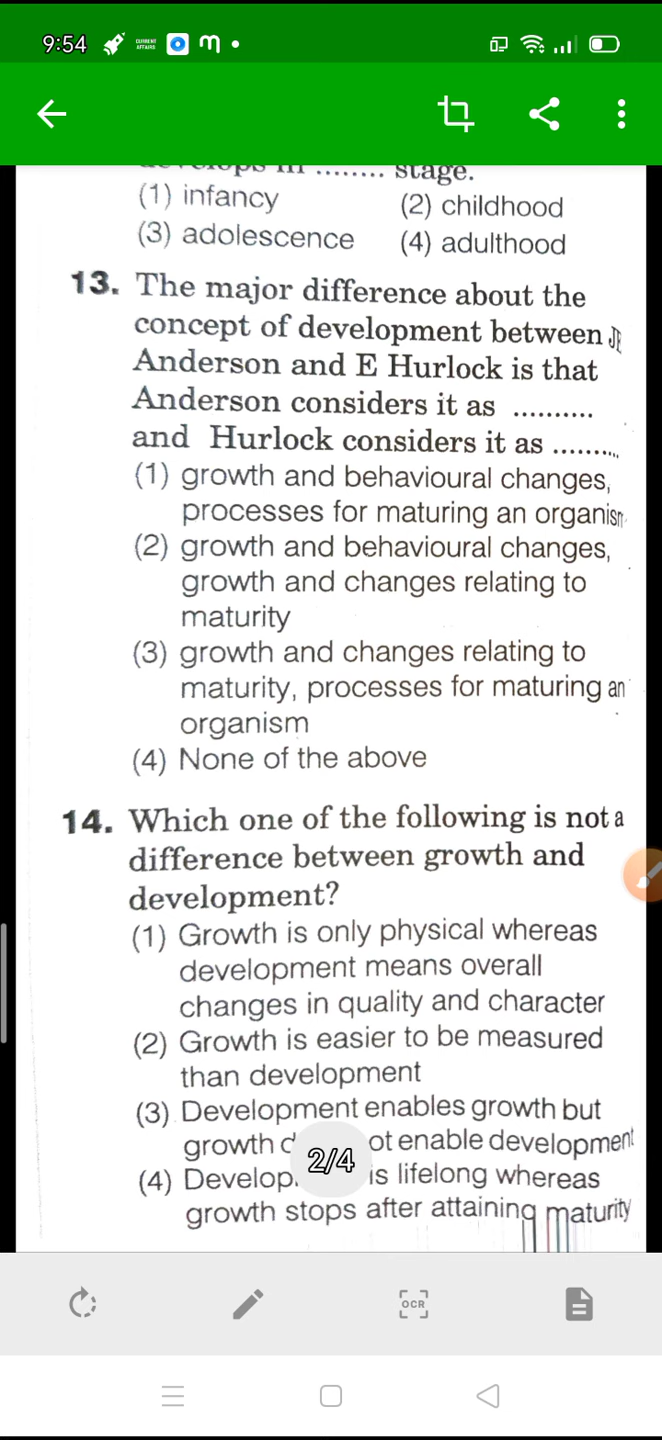 9:54
CURRENT
AFFAIRS
stage.
(1) infancy (2) childhood
(3) adolescence (4) adulthood
13. The major difference about the
concept of development between
Anderson and E Hurlock is that
Anderson considers it as ..........
and Hurlock considers it as ..........
(1) growth and behavioural changes,
processes for maturing an organism
(2) growth and behavioural changes,
growth and changes relating to
maturity
(3) growth and changes relating to
maturity, processes for maturing an
organism
(4) None of the above
14. Which one of the following is not a
difference between growth and
development?
(1) Growth is only physical whereas
development means overall
changes in quality and character
(2) Growth is easier to be measured
than development
(3) Development enables growth but
growth d ot enable development
2/4
(4) Develop is lifelong whereas
growth stops after attaining maturity
OCR